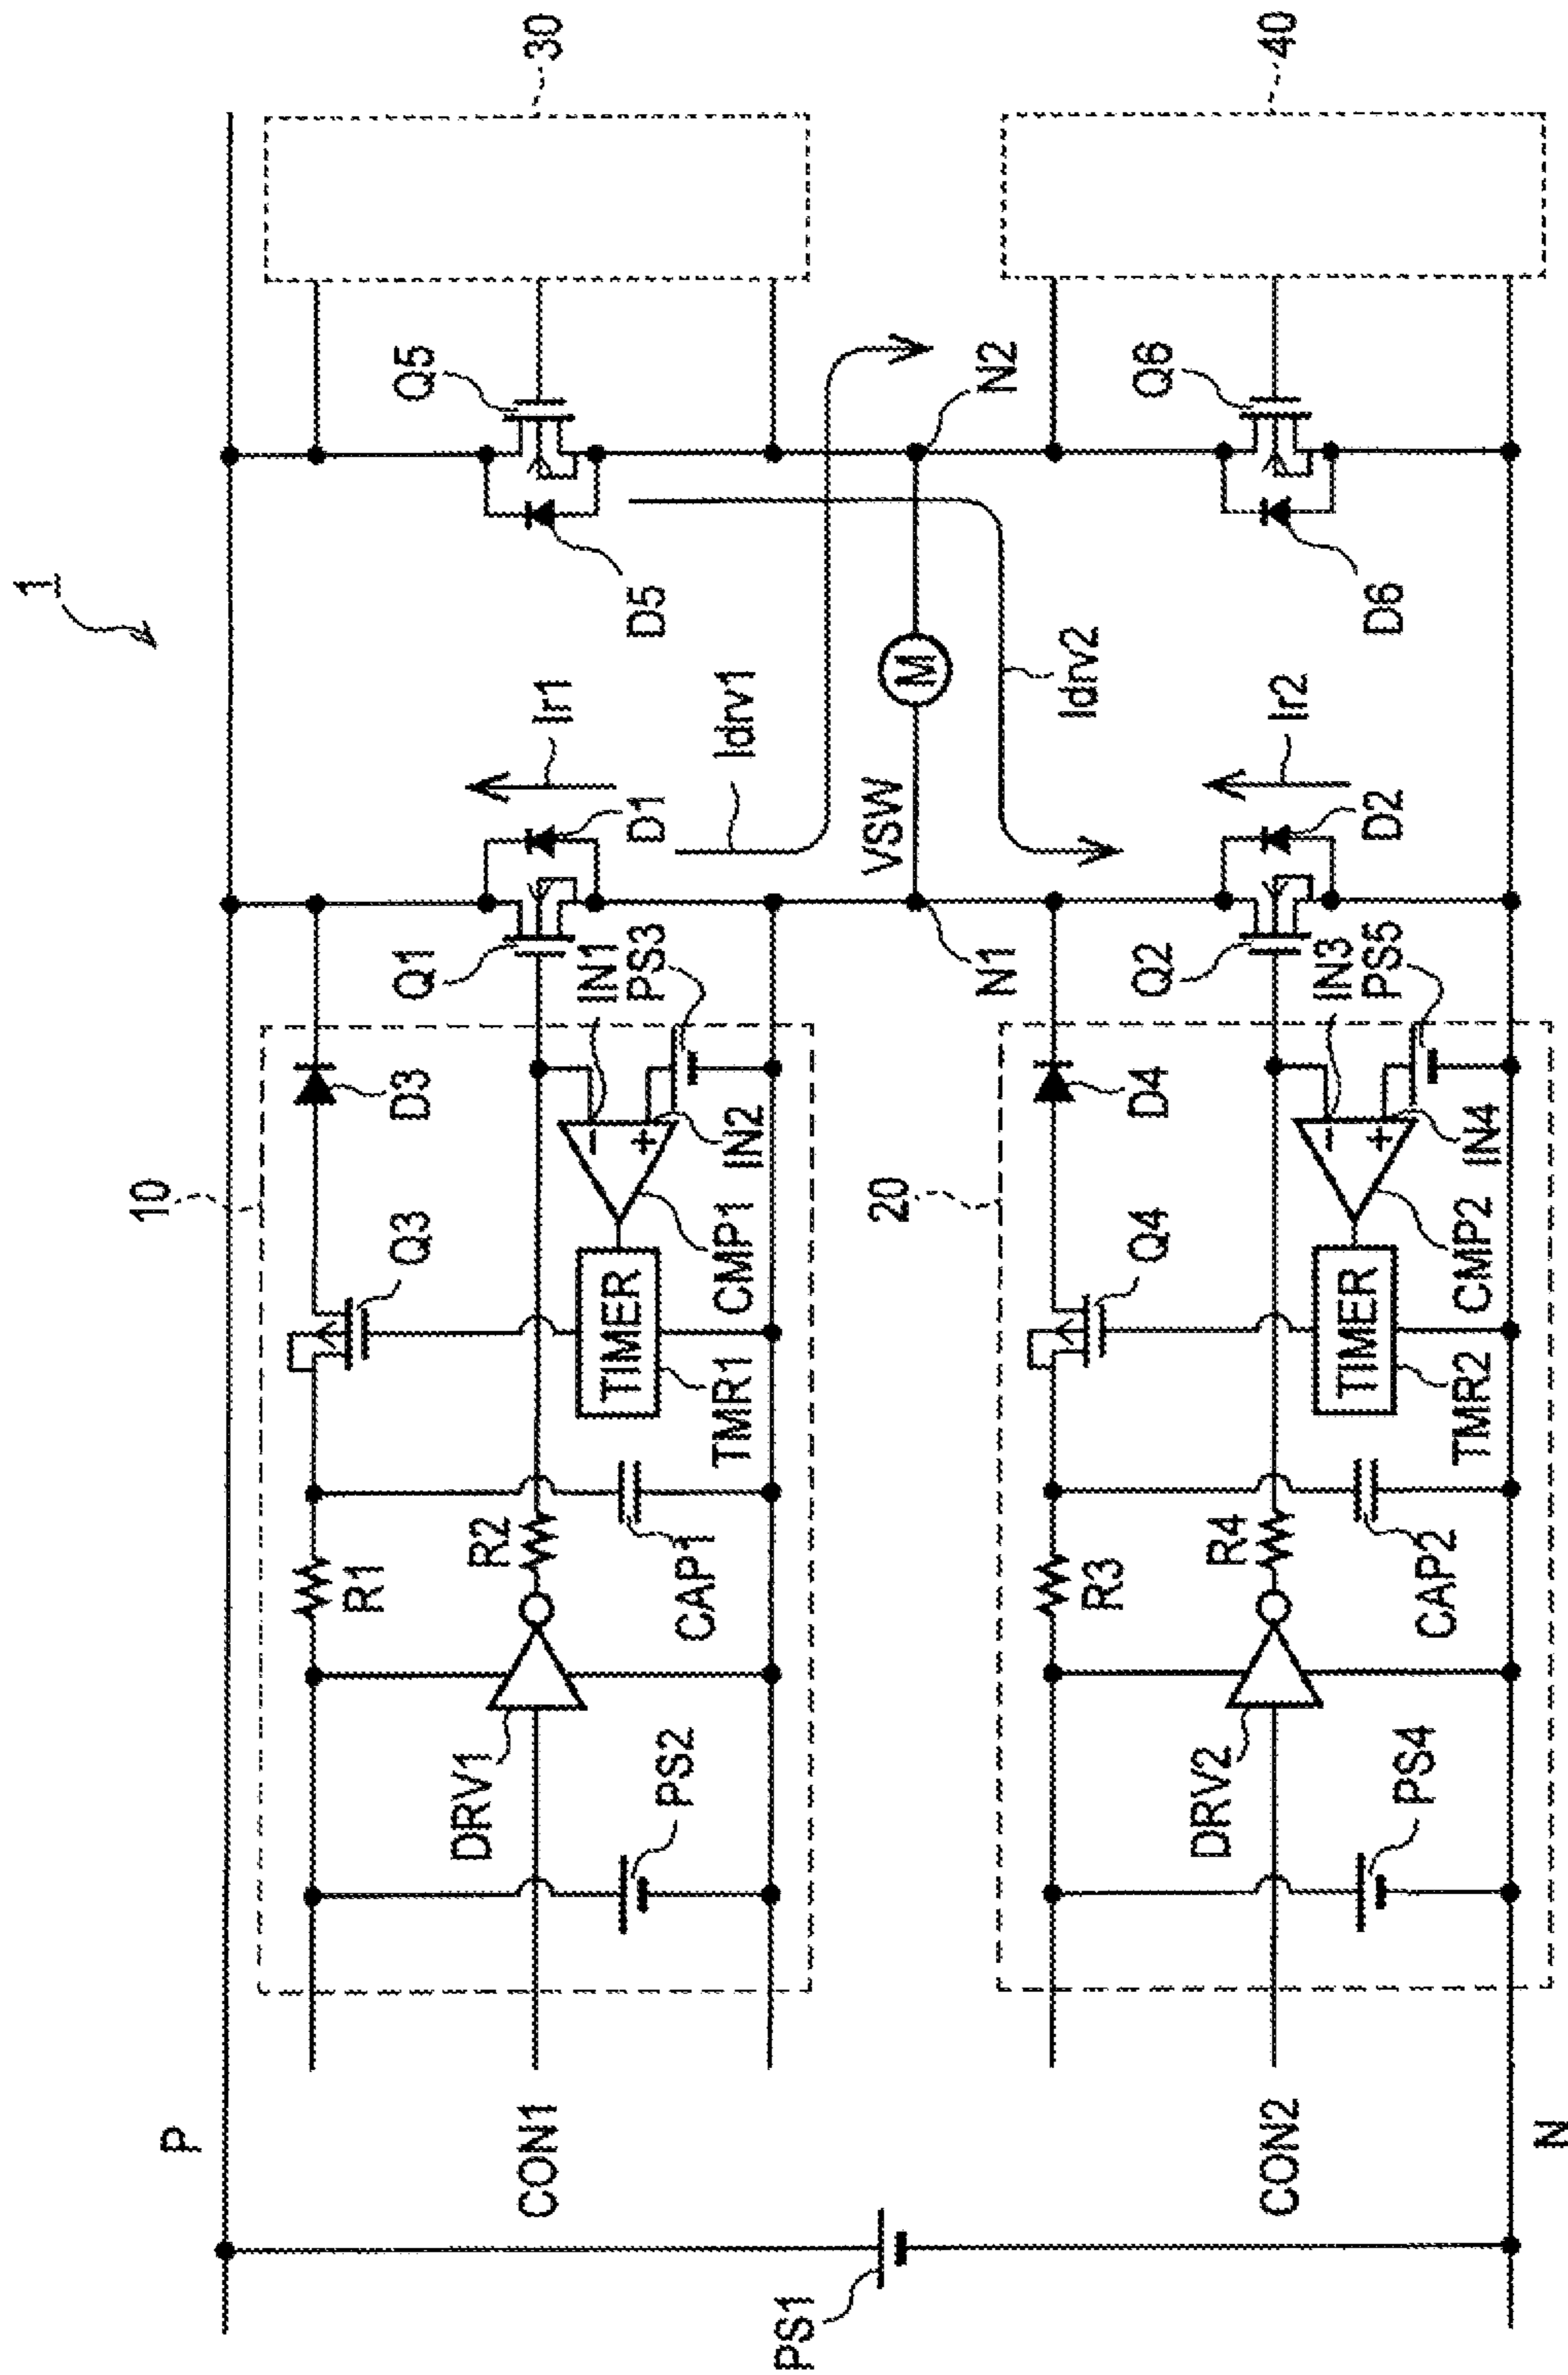 1
P
10
Q3
D3
R1
Q1
D1
Ir1
D5
Q5
30
CON1
DRV1
R2
PS2
CAP1
TIMER
TMR1
CMP1
−
+
IN1
IN2
PS3
Idrv1
VSW
M
N1
N2
PS1
20
Q4
D4
R3
Q2
D2
Ir2
Idrv2
D6
Q6
40
CON2
DRV2
R4
PS4
CAP2
TIMER
TMR2
CMP2
−
+
IN3
IN4
PS5
N